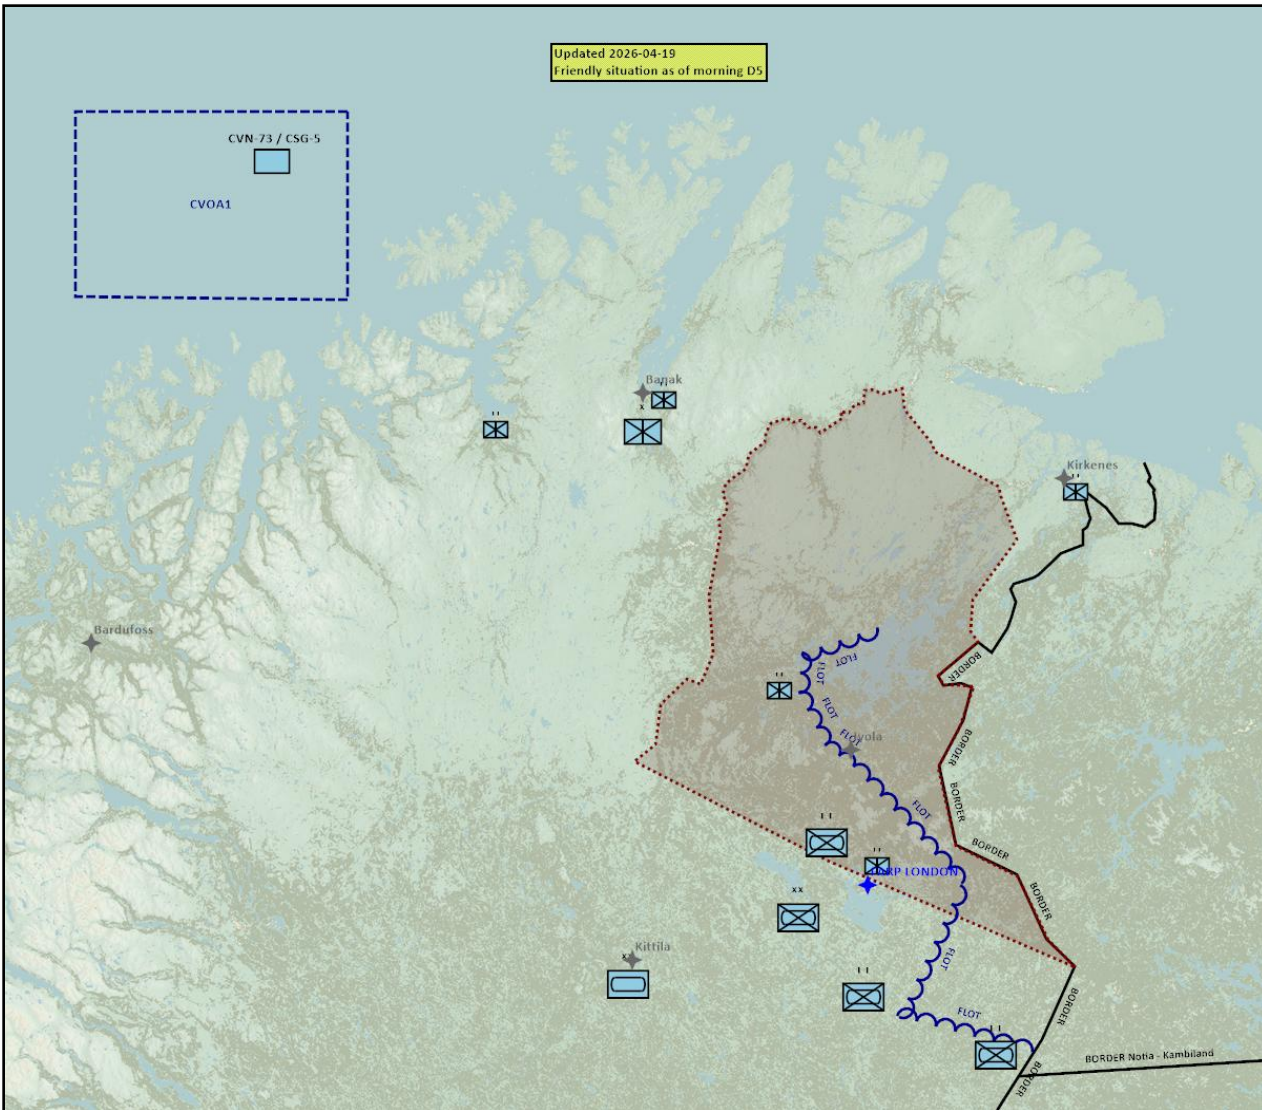 Updated 2026-04-19
Friendly situation as of morning D5
CVN-73 / CSG-5
CVOA1
Banak
x
Kirkenes
Bardufoss
BORDER
FLOT
FLOT
FLOT
FLOT
BORDER
BORDER
FLOT
BORDER
BORDER
LONDON
xx
Kittila
FLOT
FLOT
BORDER
BORDER
BORDER Notia - Kambiland